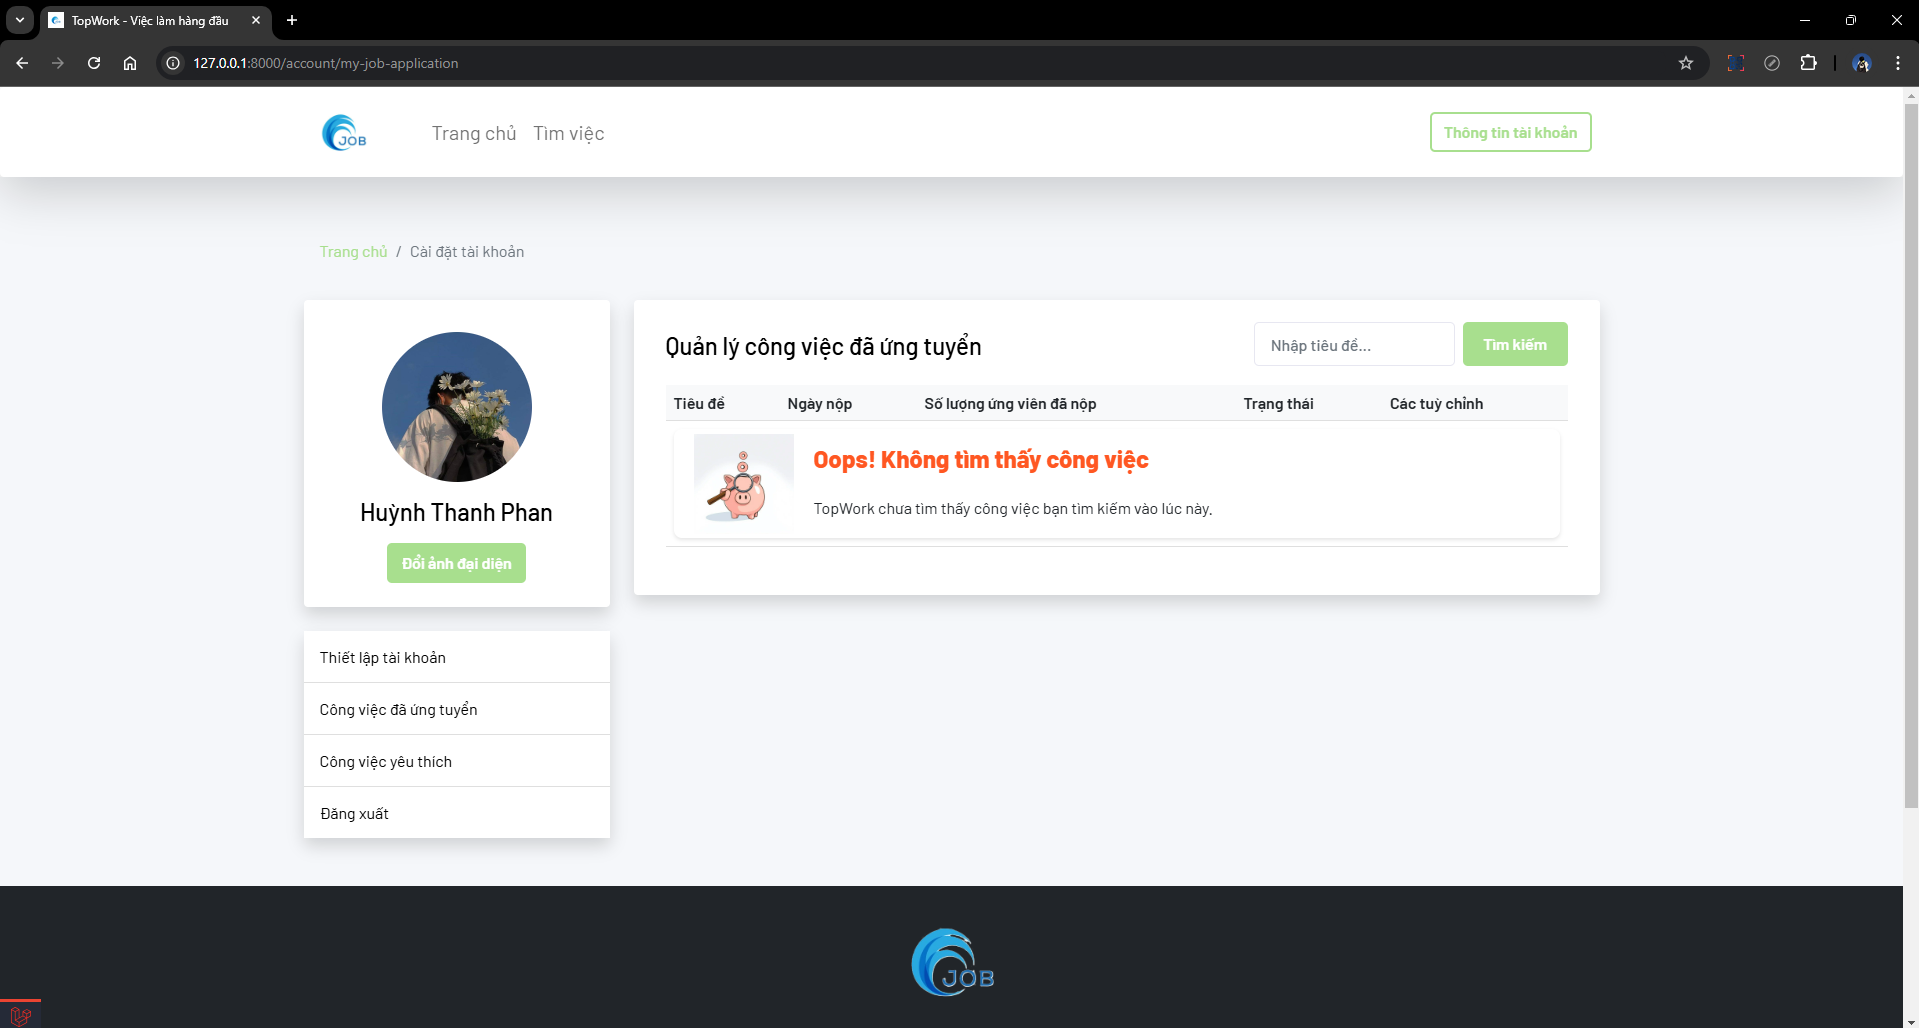 TopWork - Việc làm hàng đầu
127.0.0.1:8000/account/my-job-application
JOB
Trang chủ
Tìm việc
Thông tin tài khoản
Trang chủ / Cài đặt tài khoản
Huỳnh Thanh Phan
Đổi ảnh đại diện
Thiết lập tài khoản
Công việc đã ứng tuyển
Công việc yêu thích
Đăng xuất
Quản lý công việc đã ứng tuyển
Nhập tiêu đề...
Tìm kiếm
Tiêu đề Ngày nộp Số lượng ứng viên đã nộp Trạng thái Các tuỳ chỉnh
Oops! Không tìm thấy công việc
TopWork chưa tìm thấy công việc bạn tìm kiếm vào lúc này.
JOB